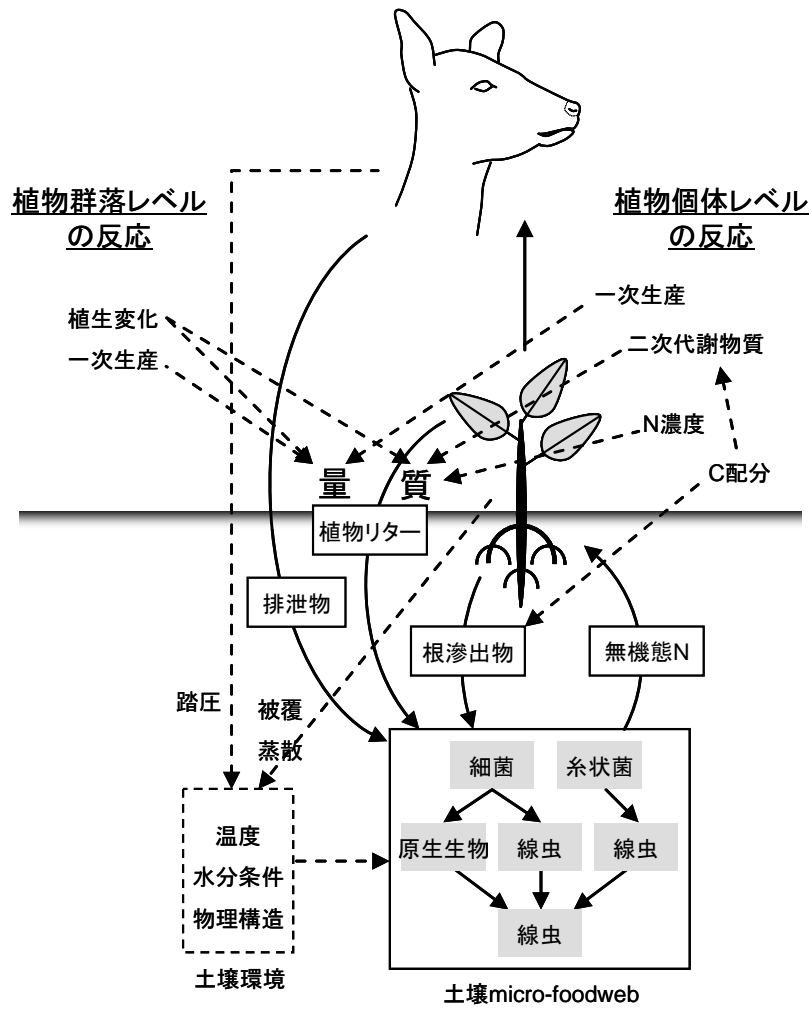 植物群落レベル
の反応
植物個体レベル
の反応
植生変化
一次生産
一次生産
二次代謝物質
N濃度
C配分
量 質
植物リター
排泄物
根滲出物
無機態N
踏圧
被覆
蒸散
温度
水分条件
物理構造
土壌環境
細菌
糸状菌
原生生物
線虫
線虫
線虫
土壌micro-foodweb